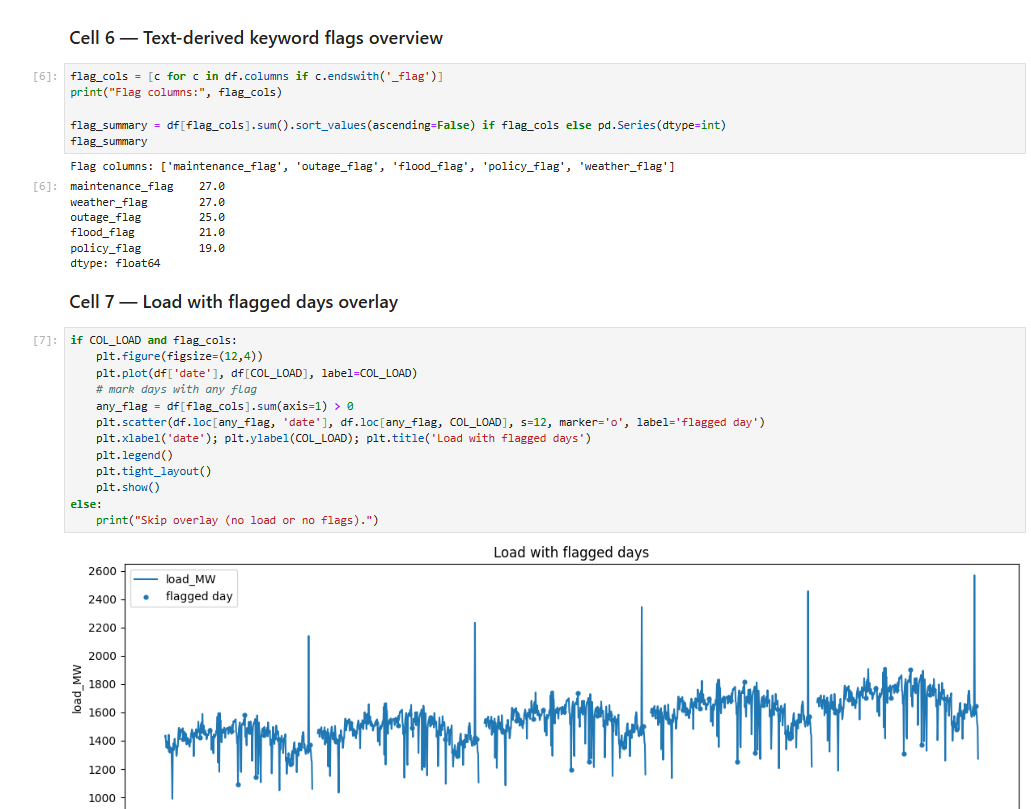 Cell 6 — Text-derived keyword flags overview
[6]: flag_cols = [c for c in df.columns if c.endswith('_flag')]
print("Flag columns:", flag_cols)
flag_summary = df[flag_cols].sum().sort_values(ascending=False) if flag_cols else pd.Series(dtype=int)
flag_summary
Flag columns: ['maintenance_flag', 'outage_flag', 'flood_flag', 'policy_flag', 'weather_flag']
[6]: maintenance_flag 27.0
weather_flag 27.0
outage_flag 25.0
flood_flag 21.0
policy_flag 19.0
dtype: float64
Cell 7 — Load with flagged days overlay
[7]: if COL_LOAD and flag_cols:
plt.figure(figsize=(12,4))
plt.plot(df['date'], df[COL_LOAD], label=COL_LOAD)
# mark days with any flag
any_flag = df[flag_cols].sum(axis=1) > 0
plt.scatter(df.loc[any_flag, 'date'], df.loc[any_flag, COL_LOAD], s=12, marker='o', label='flagged day')
plt.xlabel('date'); plt.ylabel(COL_LOAD); plt.title('Load with flagged days')
plt.legend()
plt.tight_layout()
plt.show()
else:
print("Skip overlay (no load or no flags).")
Load with flagged days
load_MW
flagged day
2600
2400
2200
2000
1800
1600
1400
1200
1000
load_MW